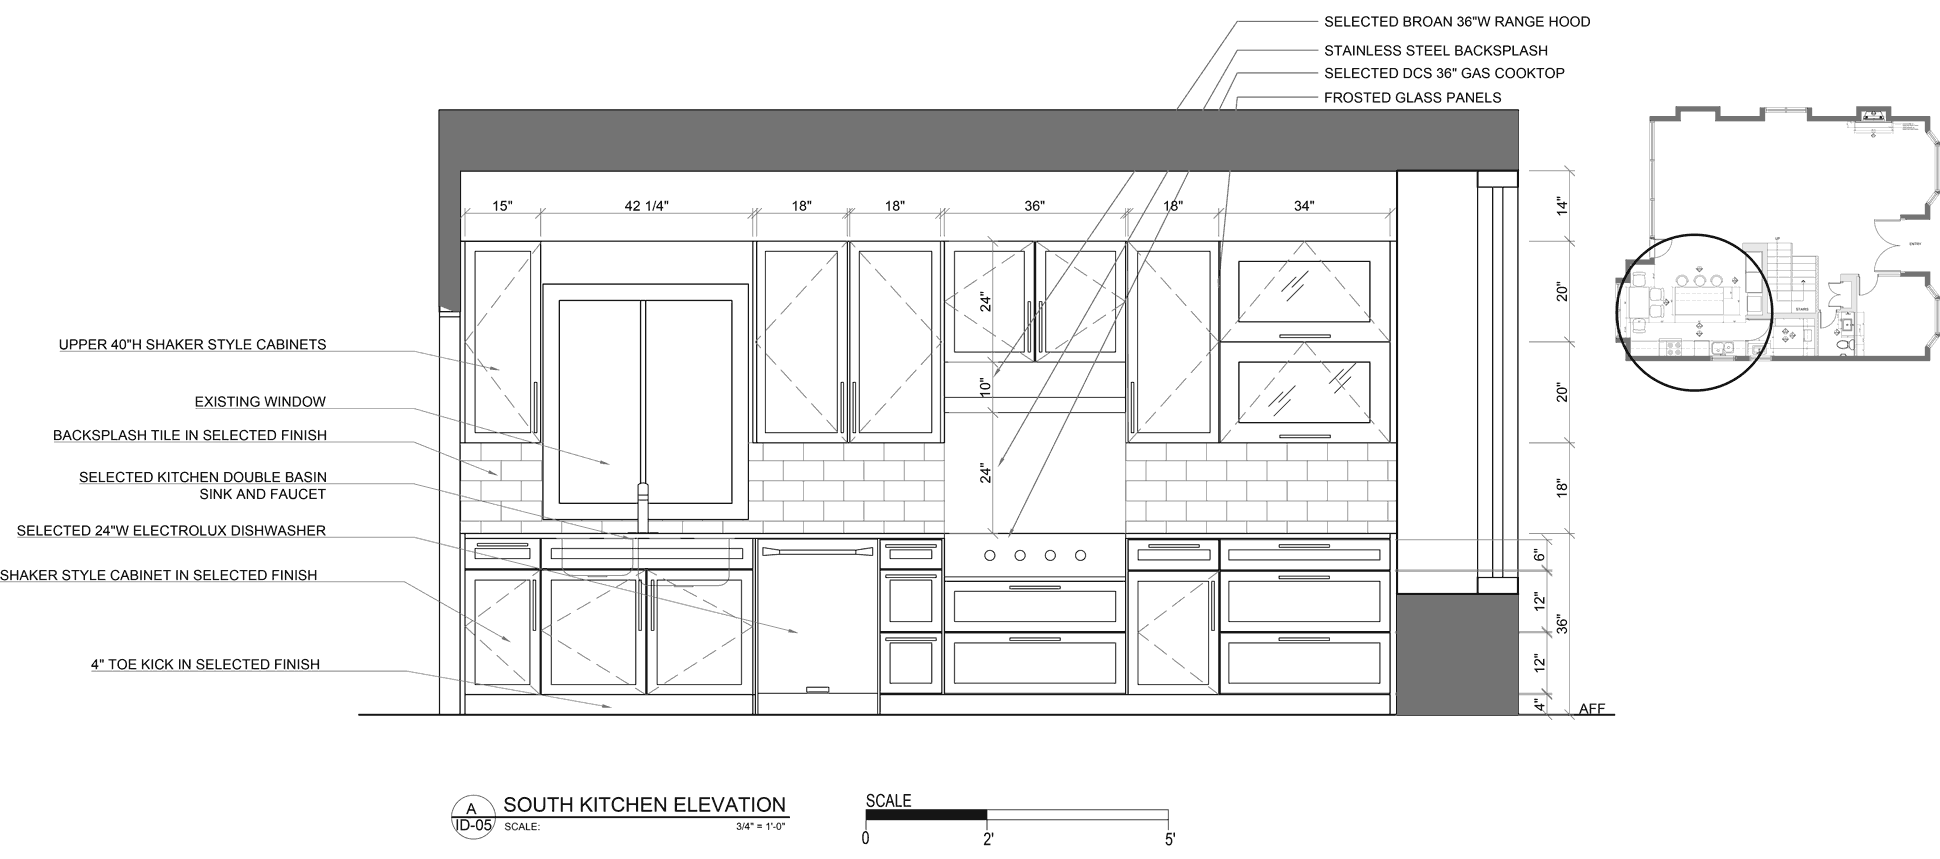 SELECTED BROAN 36"W RANGE HOOD
STAINLESS STEEL BACKSPLASH
SELECTED DCS 36" GAS COOKTOP
FROSTED GLASS PANELS
15"
42 1/4"
18"
18"
36"
18"
34"
14"
20"
20"
18"
36"
6"
12"
12"
4"
AFF
24"
10"
24"
UPPER 40"H SHAKER STYLE CABINETS
EXISTING WINDOW
BACKSPLASH TILE IN SELECTED FINISH
SELECTED KITCHEN DOUBLE BASIN
SINK AND FAUCET
SELECTED 24"W ELECTROLUX DISHWASHER
SHAKER STYLE CABINET IN SELECTED FINISH
4" TOE KICK IN SELECTED FINISH
UP
ENTRY
STAIRS
A
ID-05
SOUTH KITCHEN ELEVATION
SCALE: 3/4" = 1'-0"
SCALE
0 2' 5'